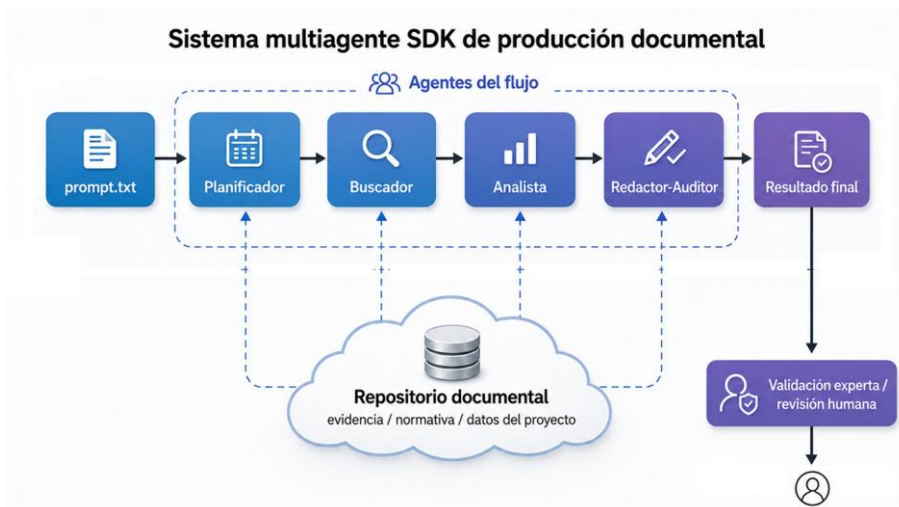 Sistema multiagente SDK de producción documental
Agentes del flujo
prompt.txt
Planificador
Buscador
Analista
Redactor-Auditor
Resultado final
Repositorio documental
evidencia / normativa / datos del proyecto
Validación experta /
revisión humana